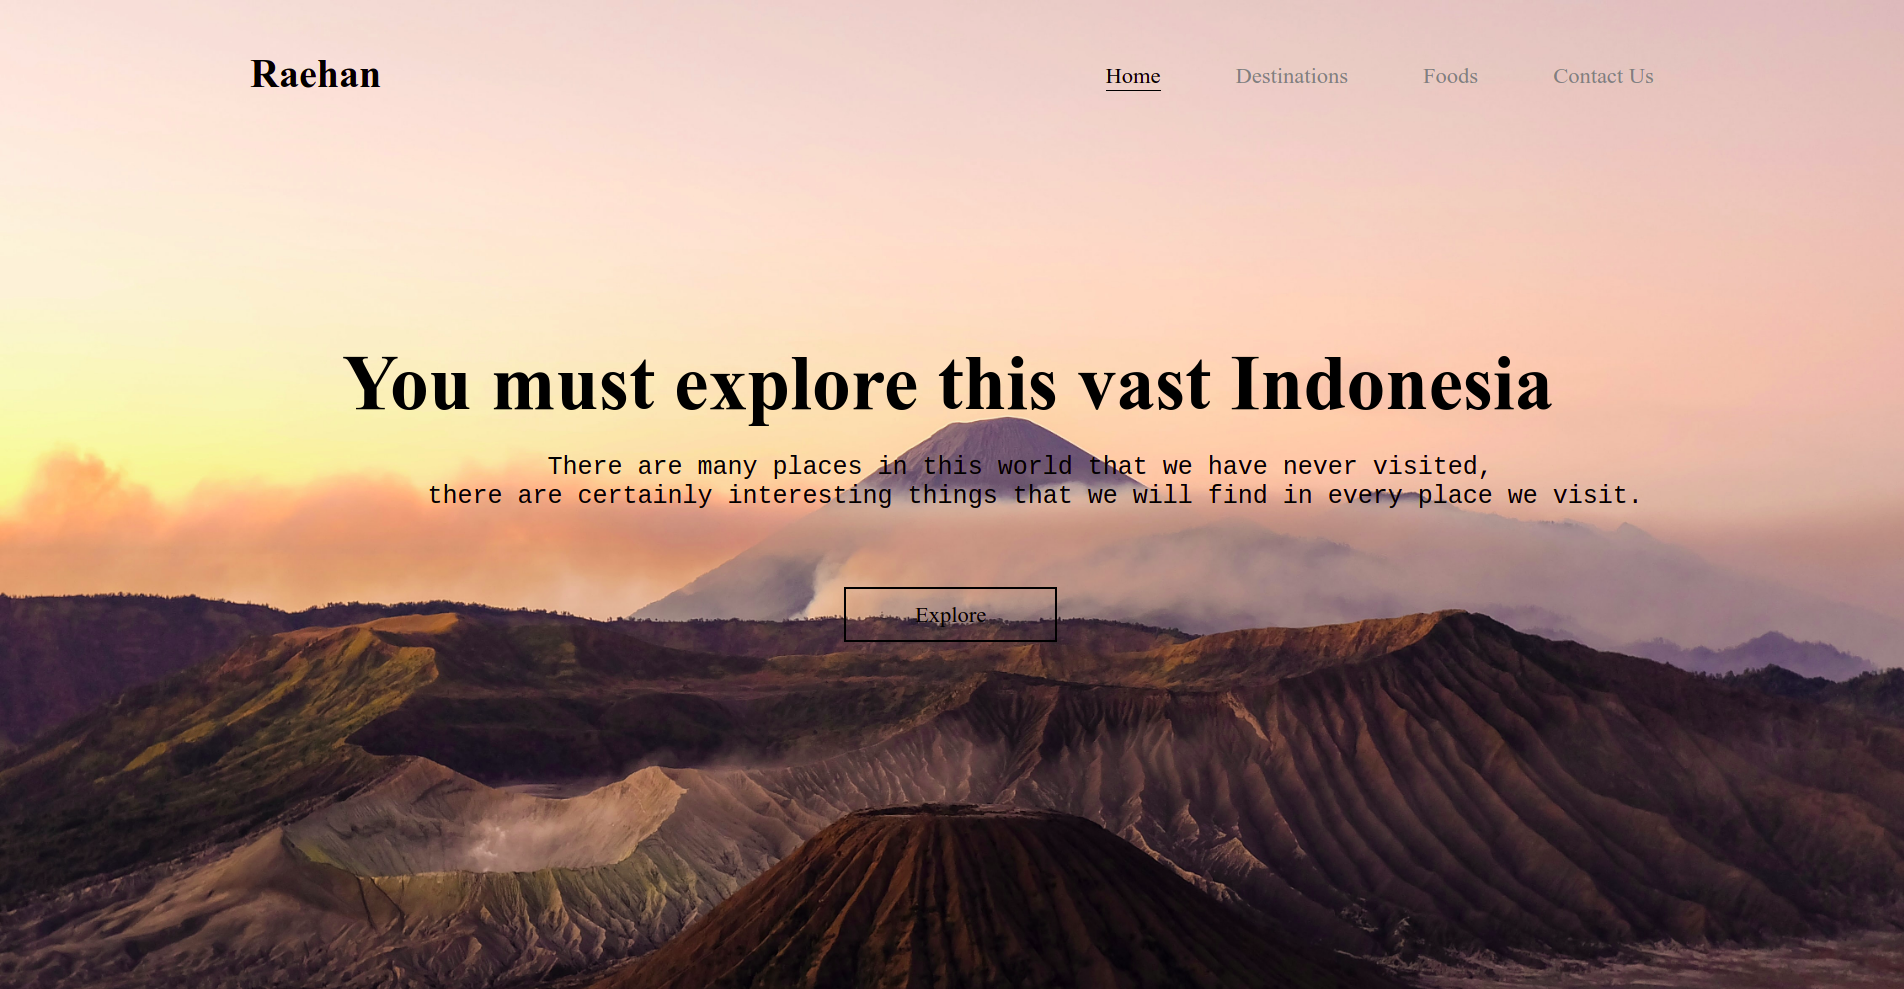 Raehan
Home Destinations Foods Contact Us
You must explore this vast Indonesia
There are many places in this world that we have never visited,
there are certainly interesting things that we will find in every place we visit.
Explore